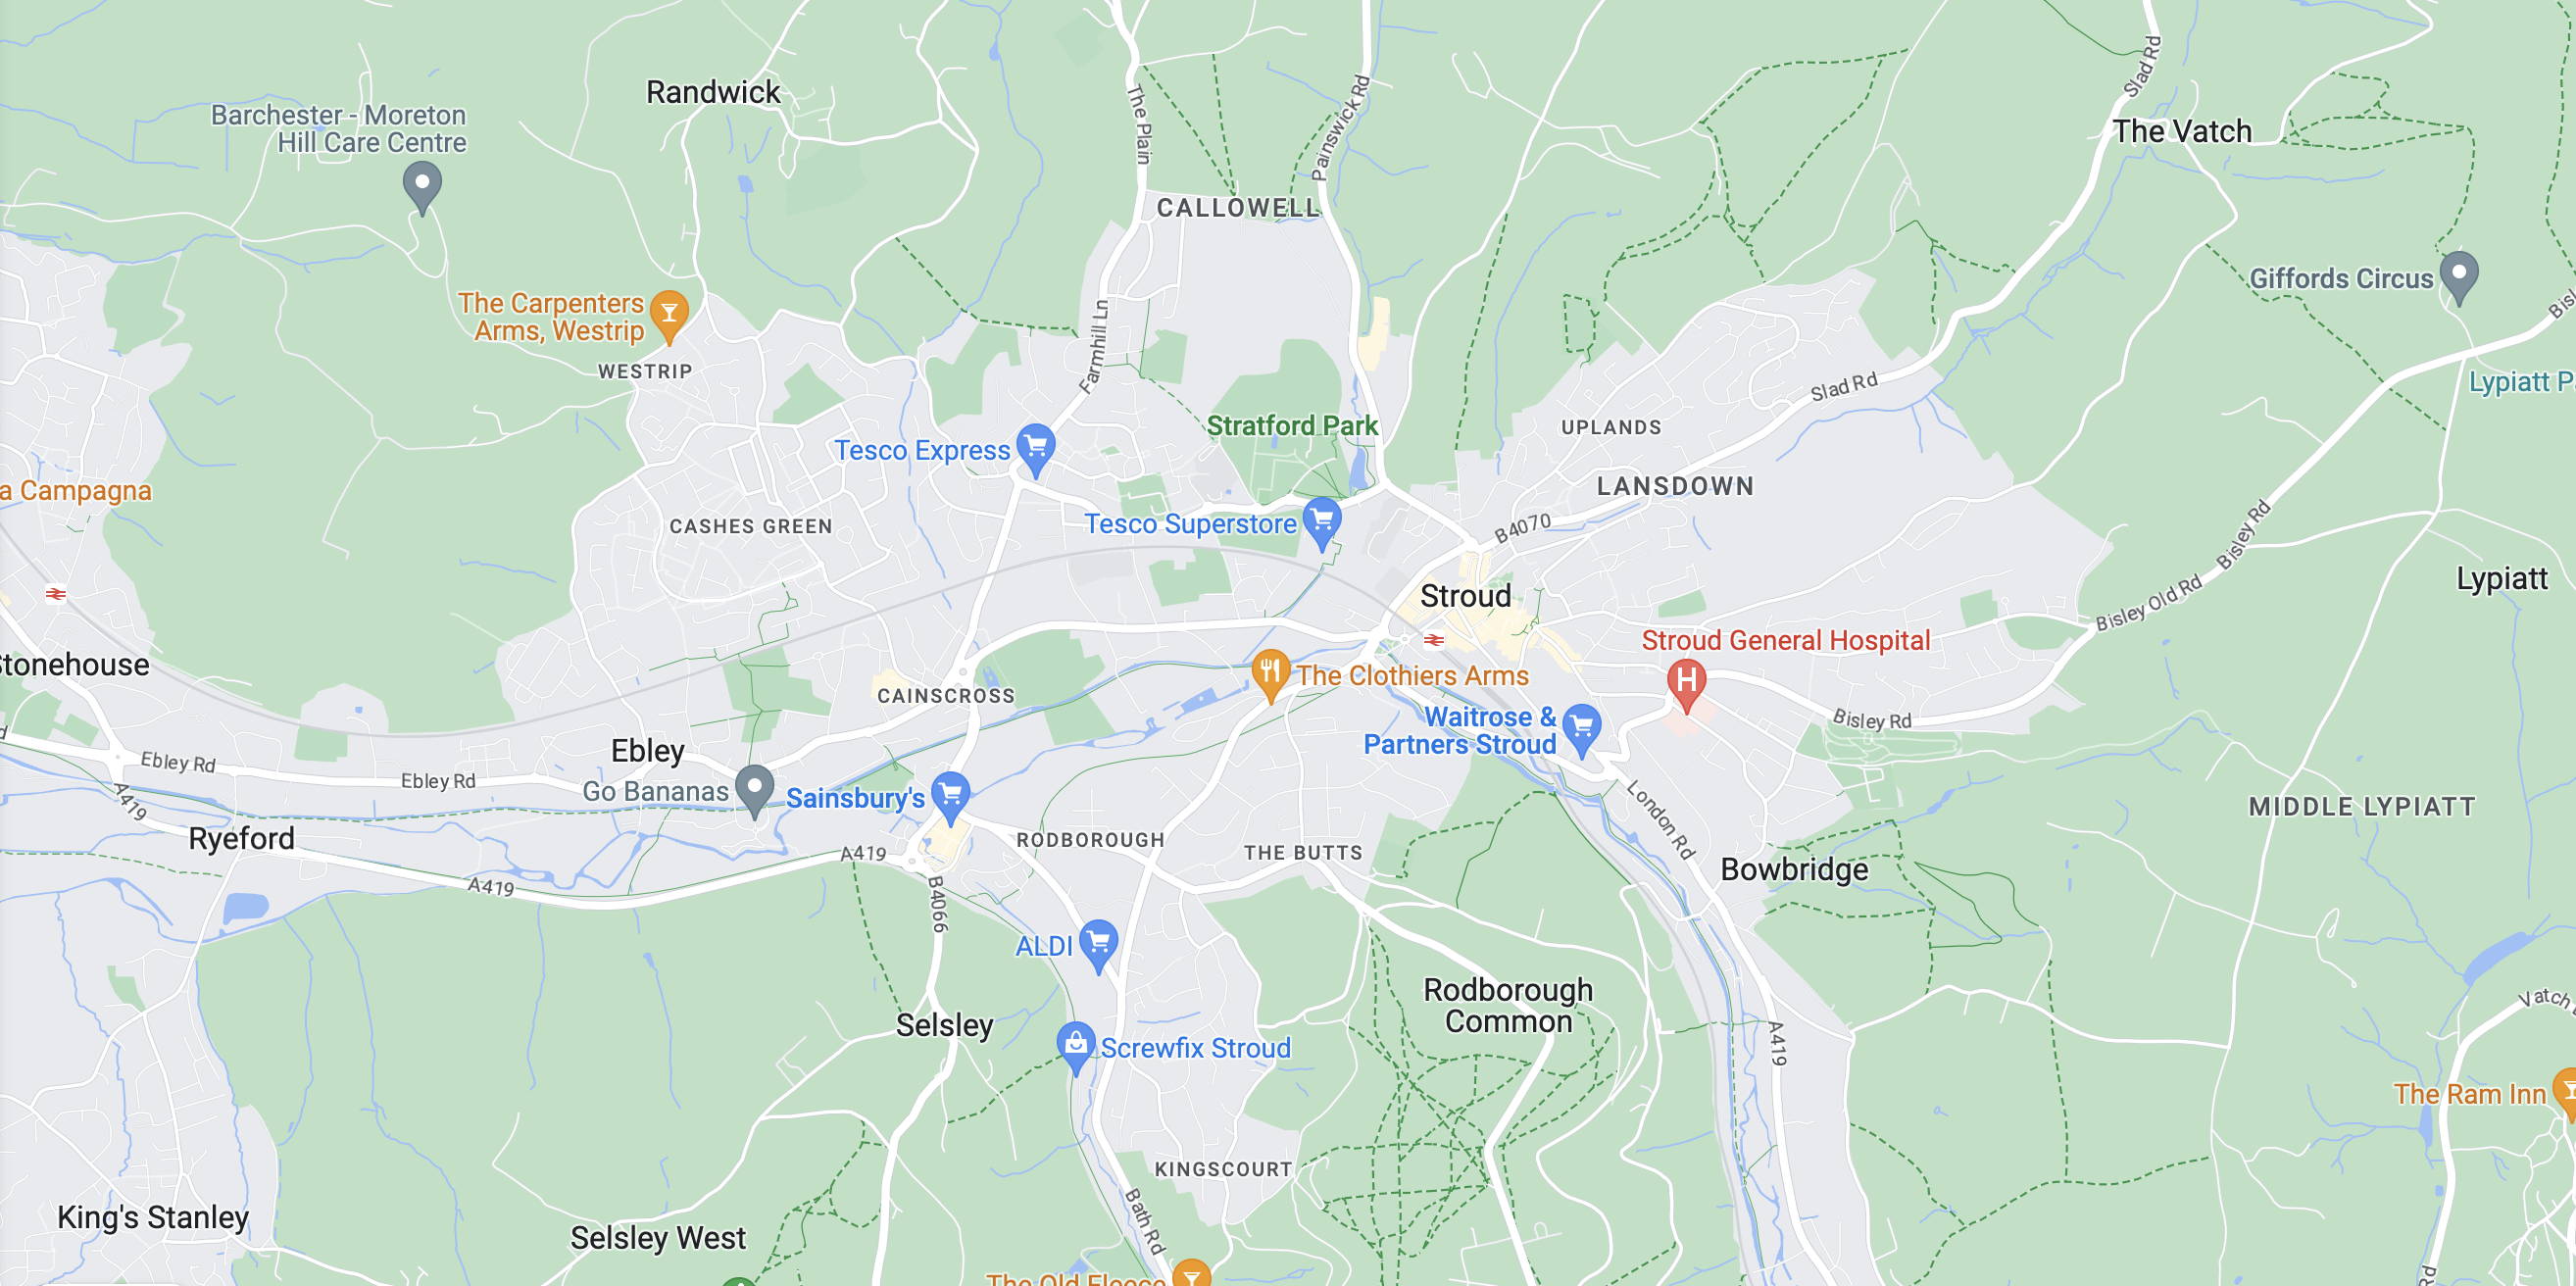 Slad Rd
Randwick
The Plain
Painswick Rd
Barchester - Moreton
Hill Care Centre
The Vatch
CALLOWELL
Giffords Circus
The Carpenters
Arms, Westrip
Farmhill Ln
WESTRIP
Slad Rd
Lypiatt P
Stratford Park
UPLANDS
Tesco Express
LANSDOWN
a Campagna
CASHES GREEN
Tesco Superstore
B4070
Bisley Rd
Stroud
Lypiatt
Bisley Old Rd
Stroud General Hospital
H
Stonehouse
The Clothiers Arms
CAINSCROSS
Waitrose &
Partners Stroud
Bisley Rd
Ebley
Ebley Rd
Ebley Rd
Go Bananas
Sainsbury's
A419
London Rd
MIDDLE LYPIATT
Ryeford
RODBOROUGH
THE BUTTS
A419
A419
Bowbridge
B4066
ALDI
Rodborough
Common
Vatch
Selsley
Screwfix Stroud
A419
The Ram Inn
KINGSCOURT
King's Stanley
Selsley West
Bath Rd
The Old Fleece
Rd